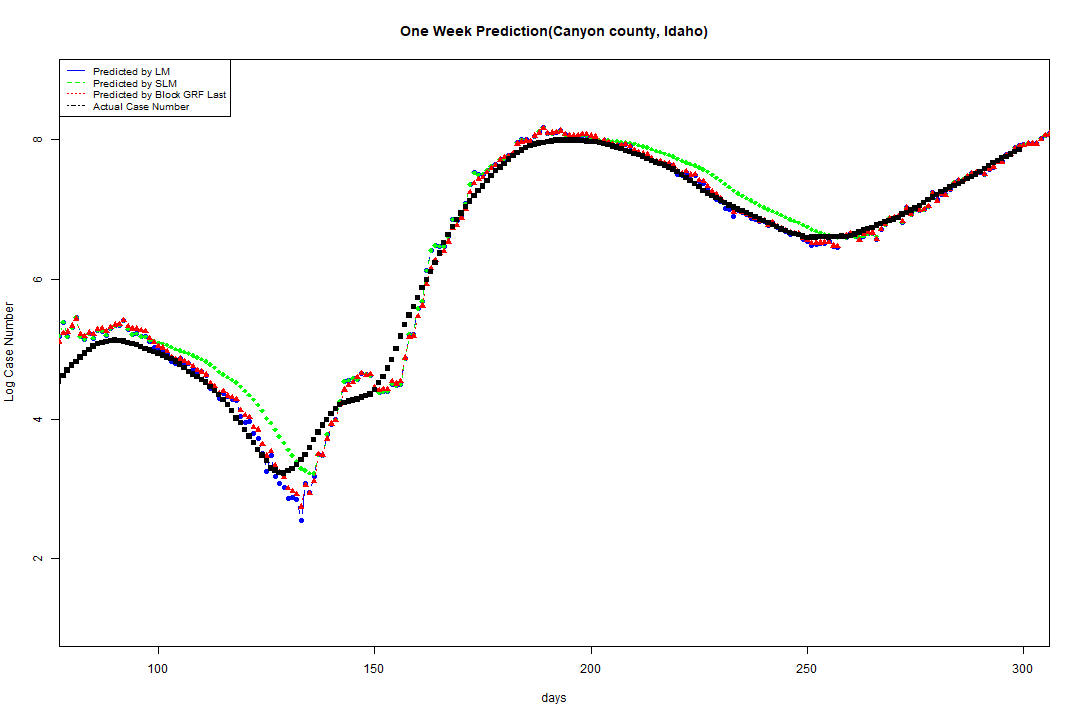 One Week Prediction(Canyon county, Idaho)
Predicted by LM
Predicted by SLM
Predicted by Block GRF Last
Actual Case Number
8
6
4
2
Log Case Number
100 150 200 250 300
days